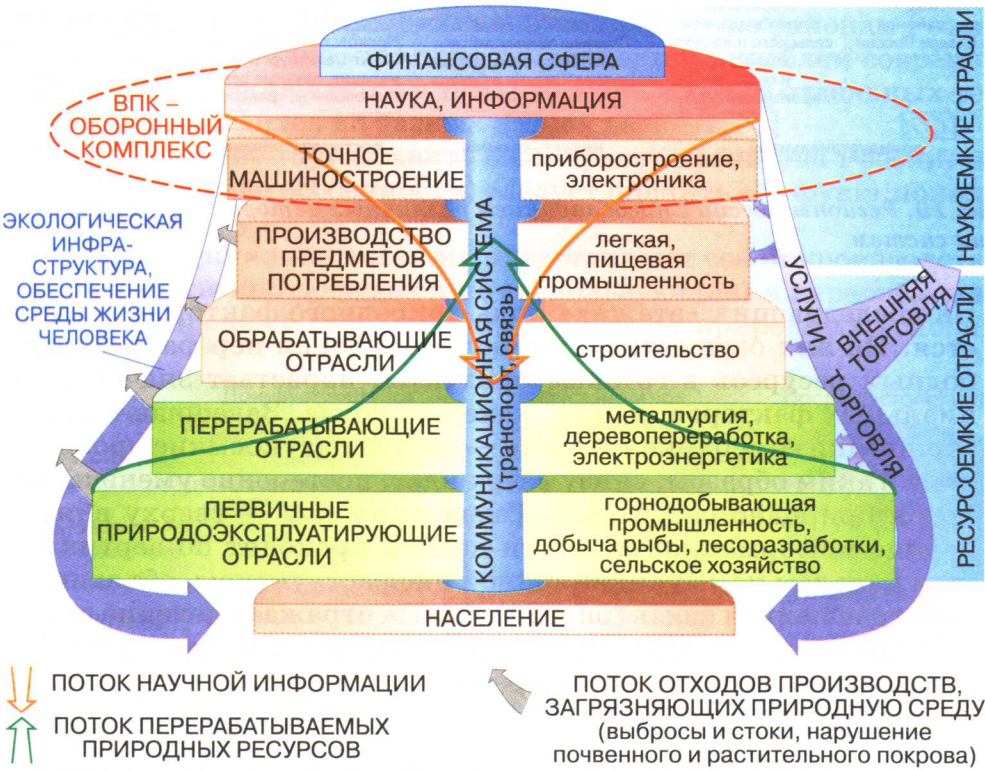 ФИНАНСОВАЯ СФЕРА
НАУКА, ИНФОРМАЦИЯ
ВПК –
ОБОРОННЫЙ
КОМПЛЕКС
ТОЧНОЕ
МАШИНОСТРОЕНИЕ
приборостроение,
электроника
ЭКОЛОГИЧЕСКАЯ
ИНФРА-
СТРУКТУРА,
ОБЕСПЕЧЕНИЕ
СРЕДЫ ЖИЗНИ
ЧЕЛОВЕКА
ПРОИЗВОДСТВО
ПРЕДМЕТОВ
ПОТРЕБЛЕНИЯ
легкая,
пищевая
промышленность
ОБРАБАТЫВАЮЩИЕ
ОТРАСЛИ
строительство
ПЕРЕРАБАТЫВАЮЩИЕ
ОТРАСЛИ
металлургия,
деревопереработка,
электроэнергетика
ПЕРВИЧНЫЕ
ПРИРОДОЭКСПЛУАТИРУЮЩИЕ
ОТРАСЛИ
горнодобывающая
промышленность,
добыча рыбы, лесоразработки,
сельское хозяйство
КОММУНИКАЦИОННАЯ СИСТЕМА
(транспорт, связь)
НАСЕЛЕНИЕ
УСЛУГИ, ТОРГОВЛЯ
ВНЕШНЯЯ
ТОРГОВЛЯ
НАУКОЕМКИЕ ОТРАСЛИ
РЕСУРСОЕМКИЕ ОТРАСЛИ
ПОТОК НАУЧНОЙ ИНФОРМАЦИИ
ПОТОК ПЕРЕРАБАТЫВАЕМЫХ
ПРИРОДНЫХ РЕСУРСОВ
ПОТОК ОТХОДОВ ПРОИЗВОДСТВ,
ЗАГРЯЗНЯЮЩИХ ПРИРОДНУЮ СРЕДУ
(выбросы и стоки, нарушение
почвенного и растительного покрова)